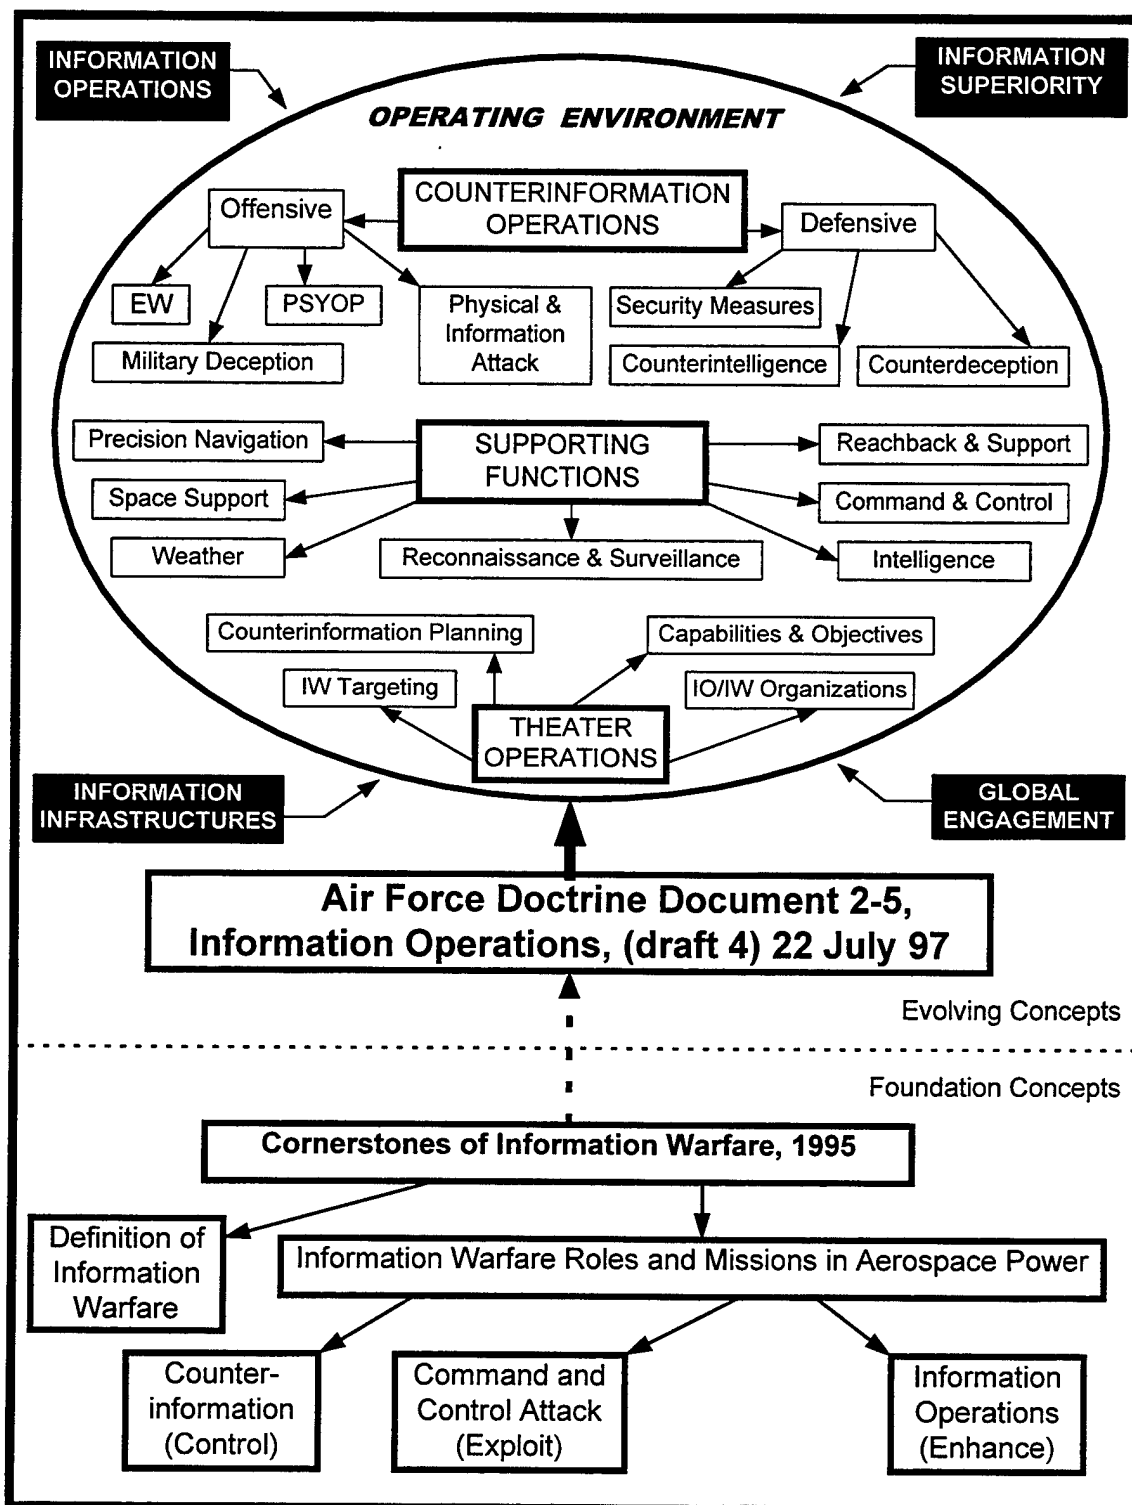 INFORMATION
OPERATIONS
INFORMATION
SUPERIORITY
OPERATING ENVIRONMENT
COUNTERINFORMATION
OPERATIONS
Offensive
Defensive
EW
PSYOP
Physical &
Information
Attack
Military Deception
Security Measures
Counterintelligence
Counterdeception
Precision Navigation
SUPPORTING
FUNCTIONS
Reachback & Support
Space Support
Command & Control
Weather
Reconnaissance & Surveillance
Intelligence
Counterinformation Planning
Capabilities & Objectives
IW Targeting
IO/IW Organizations
THEATER
OPERATIONS
INFORMATION
INFRASTRUCTURES
GLOBAL
ENGAGEMENT
Air Force Doctrine Document 2-5,
Information Operations, (draft 4) 22 July 97
Evolving Concepts
Foundation Concepts
Cornerstones of Information Warfare, 1995
Definition of
Information
Warfare
Information Warfare Roles and Missions in Aerospace Power
Counter-
information
(Control)
Command and
Control Attack
(Exploit)
Information
Operations
(Enhance)